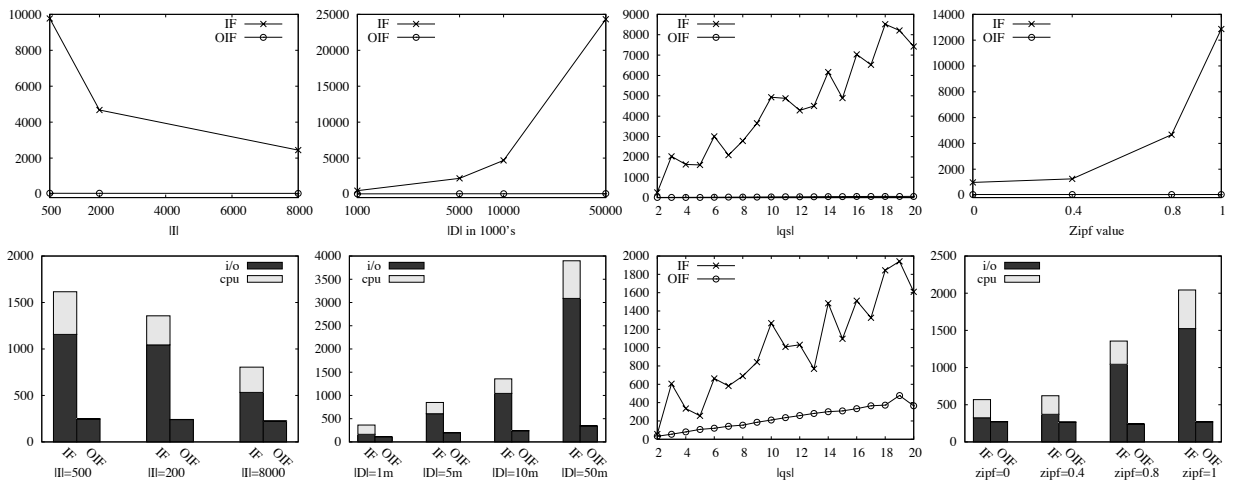 10000
8000
6000
4000
2000
0
IF
OIF
500 2000 4000 6000 8000
|I|
25000
20000
15000
10000
5000
0
IF
OIF
1000 5000 10000 50000
|D| in 1000's
9000
8000
7000
6000
5000
4000
3000
2000
1000
0
IF
OIF
2 4 6 8 10 12 14 16 18 20
|qs|
14000
12000
10000
8000
6000
4000
2000
0
IF
OIF
0 0.4 0.8 1
Zipf value
2000
1500
1000
500
0
i/o
cpu
IF OIF IF OIF IF OIF
|I|=500 |I|=200 |I|=8000
4000
3500
3000
2500
2000
1500
1000
500
0
i/o
cpu
IF OIF IF OIF IF OIF IF OIF
|D|=1m |D|=5m |D|=10m |D|=50m
2000
1800
1600
1400
1200
1000
800
600
400
200
0
IF
OIF
2 4 6 8 10 12 14 16 18 20
|qs|
2500
2000
1500
1000
500
0
i/o
cpu
IF OIF IF OIF IF OIF IF OIF
zipf=0 zipf=0.4 zipf=0.8 zipf=1